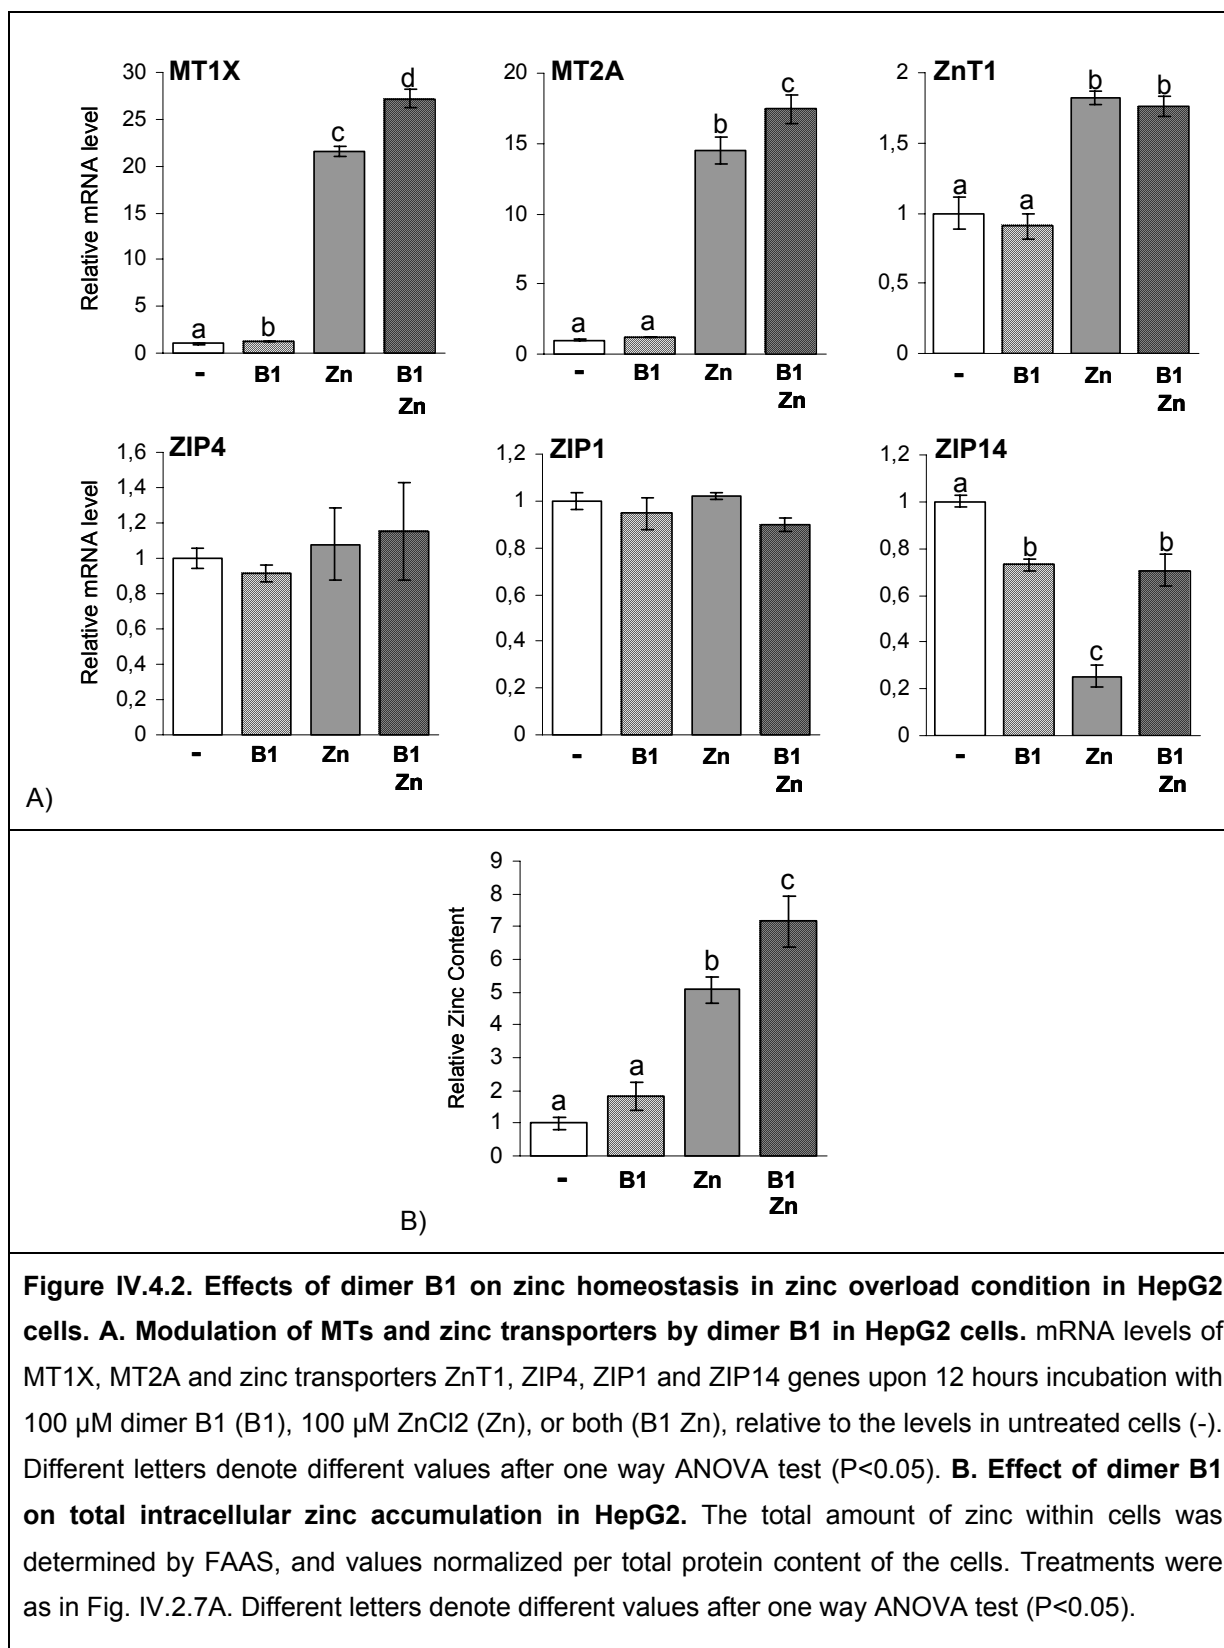 MT1X
MT2A
ZnT1
Relative mRNA level
30
25
20
15
10
5
0
a
b
c
d
-
B1
Zn
B1
Zn
20
15
10
5
0
a
a
b
c
-
B1
Zn
B1
Zn
2
1,5
1
0,5
0
a
a
b
b
-
B1
Zn
B1
Zn
ZIP4
ZIP1
ZIP14
Relative mRNA level
1,6
1,4
1,2
1
0,8
0,6
0,4
0,2
0
-
B1
Zn
B1
Zn
1,2
1
0,8
0,6
0,4
0,2
0
-
B1
Zn
B1
Zn
1,2
1
0,8
0,6
0,4
0,2
0
a
b
c
b
-
B1
Zn
B1
Zn
A)
Relative Zinc Content
9
8
7
6
5
4
3
2
1
0
a
a
b
c
-
B1
Zn
B1
Zn
B)
Figure IV.4.2. Effects of dimer B1 on zinc homeostasis in zinc overload condition in HepG2
cells. A. Modulation of MTs and zinc transporters by dimer B1 in HepG2 cells. mRNA levels of
MT1X, MT2A and zinc transporters ZnT1, ZIP4, ZIP1 and ZIP14 genes upon 12 hours incubation with
100 µM dimer B1 (B1), 100 µM ZnCl2 (Zn), or both (B1 Zn), relative to the levels in untreated cells (-).
Different letters denote different values after one way ANOVA test (P<0.05). B. Effect of dimer B1
on total intracellular zinc accumulation in HepG2. The total amount of zinc within cells was
determined by FAAS, and values normalized per total protein content of the cells. Treatments were
as in Fig. IV.2.7A. Different letters denote different values after one way ANOVA test (P<0.05).